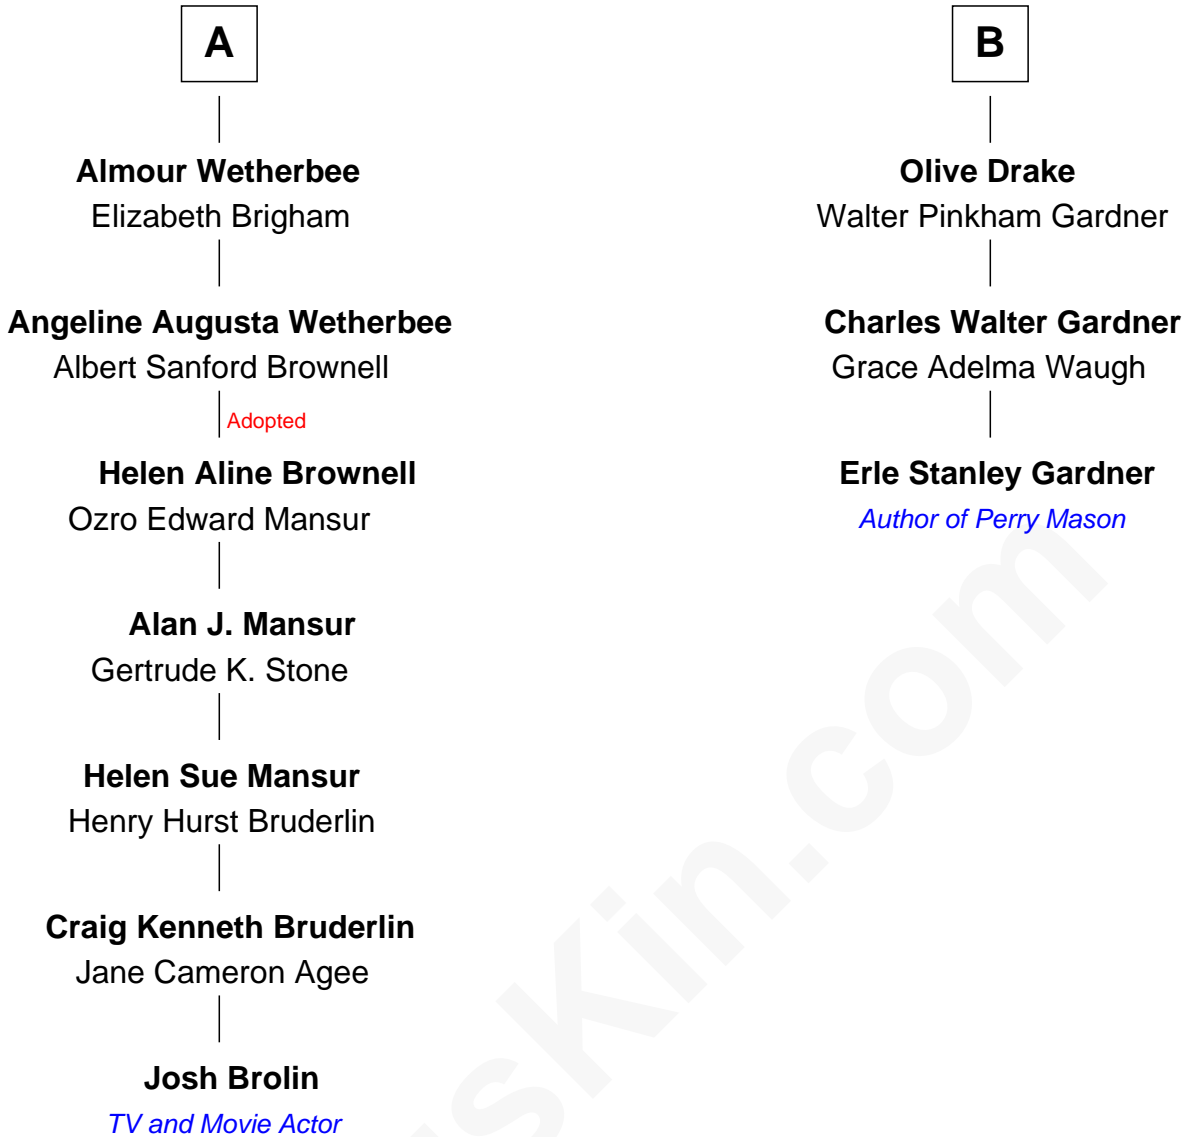 A
Almour Wetherbee
Elizabeth Brigham
Angeline Augusta Wetherbee
Albert Sanford Brownell
Adopted
Helen Aline Brownell
Ozro Edward Mansur
Alan J. Mansur
Gertrude K. Stone
Helen Sue Mansur
Henry Hurst Bruderlin
Craig Kenneth Bruderlin
Jane Cameron Agee
Josh Brolin
TV and Movie Actor
B
Olive Drake
Walter Pinkham Gardner
Charles Walter Gardner
Grace Adelma Waugh
Erle Stanley Gardner
Author of Perry Mason
sKin.com